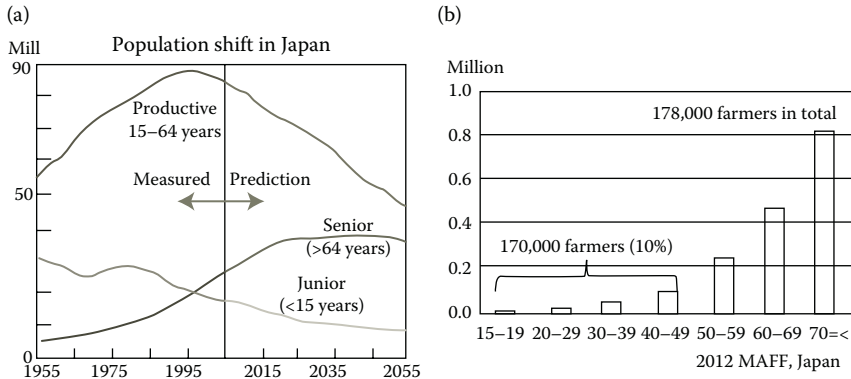 (a)
Population shift in Japan
Mill
90
50
0
Productive
15–64 years
Measured
Prediction
Senior
(>64 years)
Junior
(<15 years)
1955 1975 1995 2015 2035 2055
(b)
Million
1.0
0.8
0.6
0.4
0.2
0.0
178,000 farmers in total
170,000 farmers (10%)
15–19 20–29 30–39 40–49 50–59 60–69 70=<
2012 MAFF, Japan